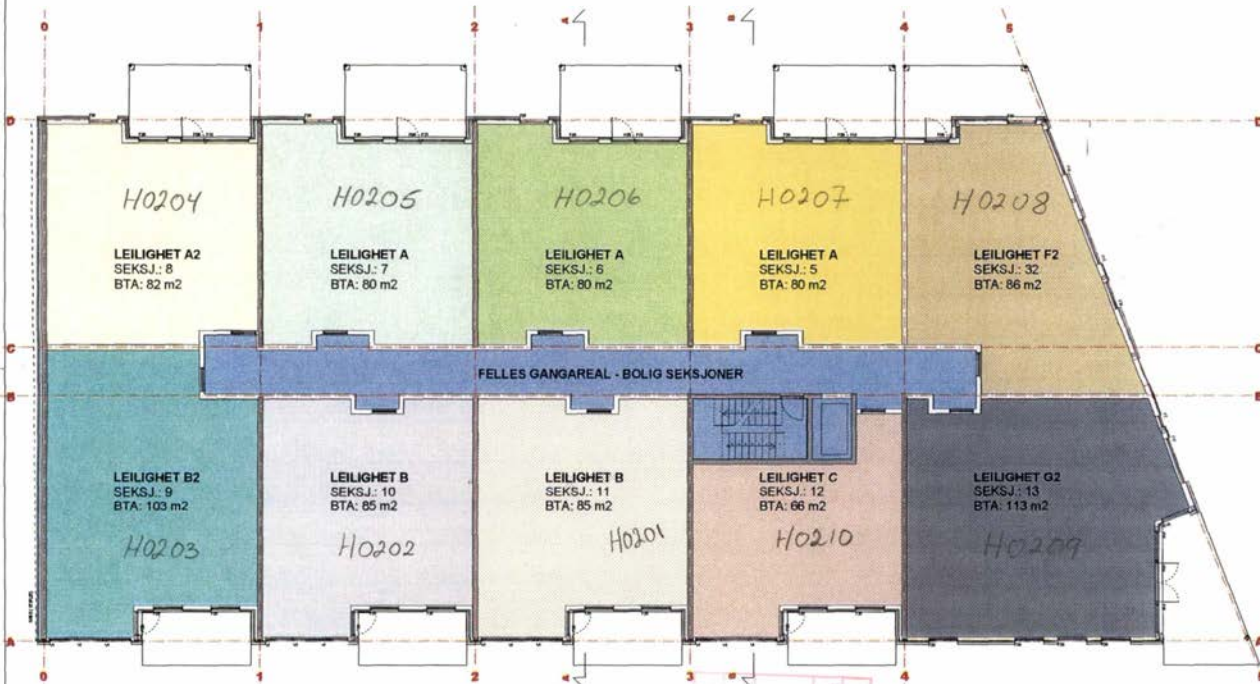 0 1 2 A 3 B 4 5
D D
H0204 H0205 H0206 H0207 H0208
LEILIGHET A2
SEKSJ.: 8
BTA: 82 m2
LEILIGHET A
SEKSJ.: 7
BTA: 80 m2
LEILIGHET A
SEKSJ.: 6
BTA: 80 m2
LEILIGHET A
SEKSJ.: 5
BTA: 80 m2
LEILIGHET F2
SEKSJ.: 32
BTA: 86 m2
C C
FELLES GANGAREAL - BOLIG SEKSJONER
B B
LEILIGHET B2
SEKSJ.: 9
BTA: 103 m2
H0203
LEILIGHET B
SEKSJ.: 10
BTA: 85 m2
H0202
LEILIGHET B
SEKSJ.: 11
BTA: 85 m2
H0201
LEILIGHET C
SEKSJ.: 12
BTA: 66 m2
H0210
LEILIGHET G2
SEKSJ.: 13
BTA: 113 m2
H0209
A A
0 1 2 A 3 B 4